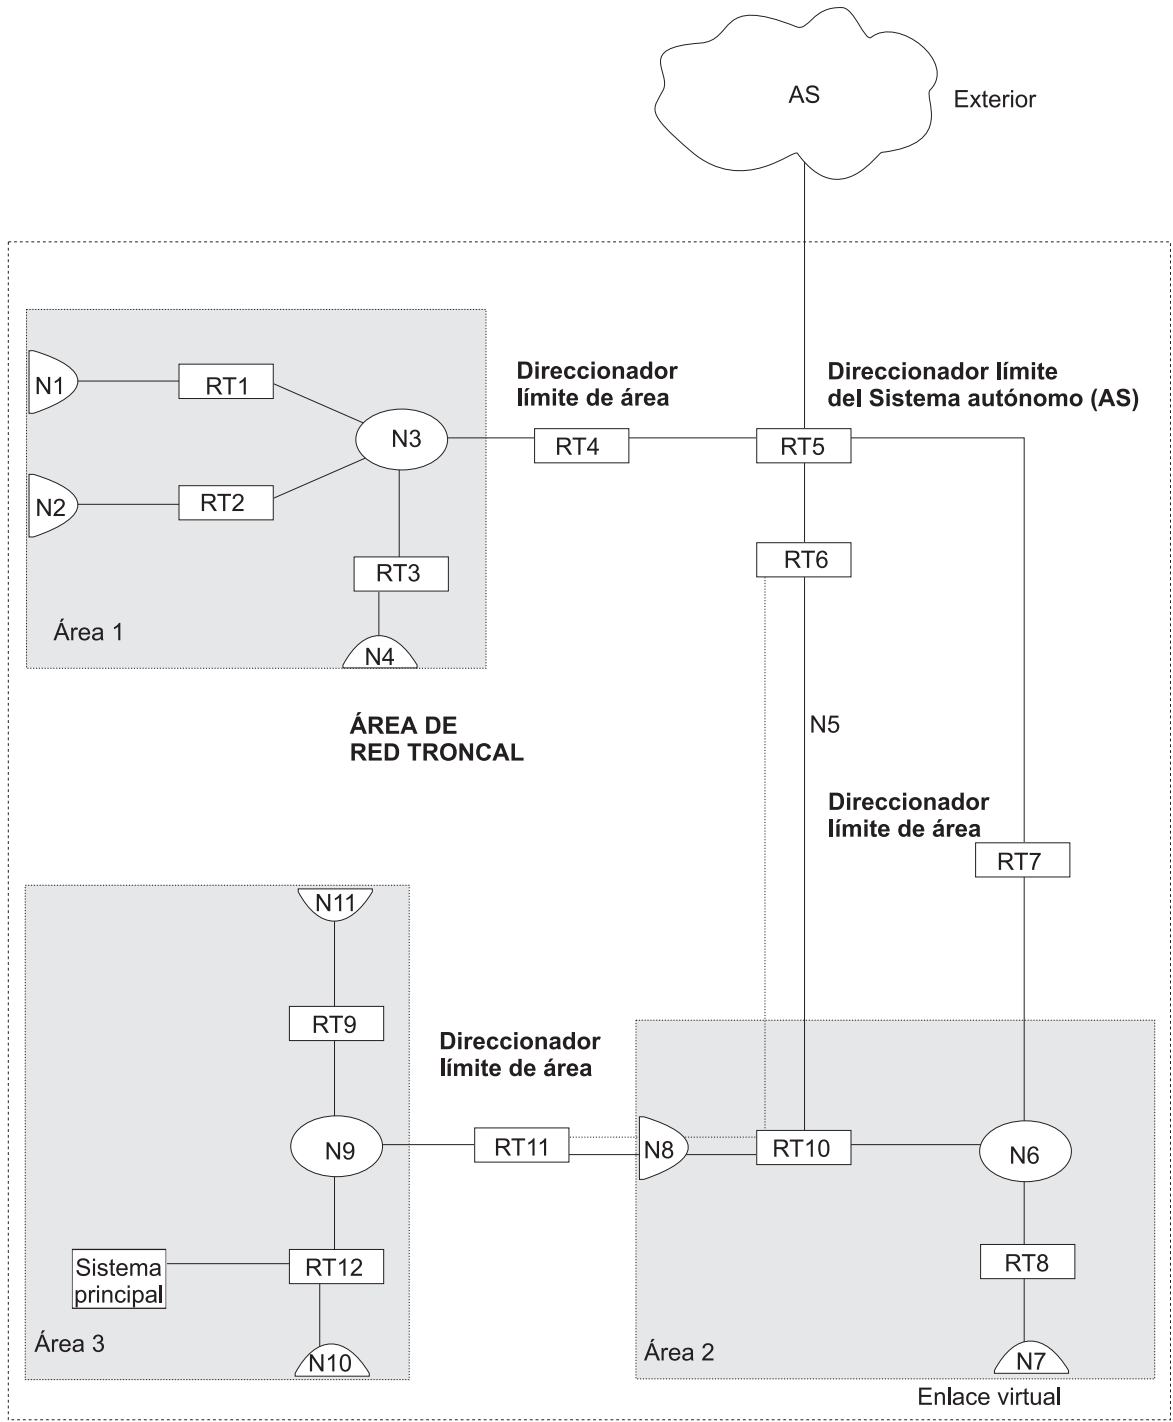 AS
Exterior
Direccionador
límite de área
Direccionador límite
del Sistema autónomo (AS)
N1
RT1
N3
RT4
RT5
N2
RT2
RT6
RT3
Área 1
N4
ÁREA DE
RED TRONCAL
N5
Direccionador
límite de área
RT7
N11
RT9
Direccionador
límite de área
N9
RT11
N8
RT10
N6
Sistema
principal
RT12
RT8
Área 3
N10
Área 2
N7
Enlace virtual